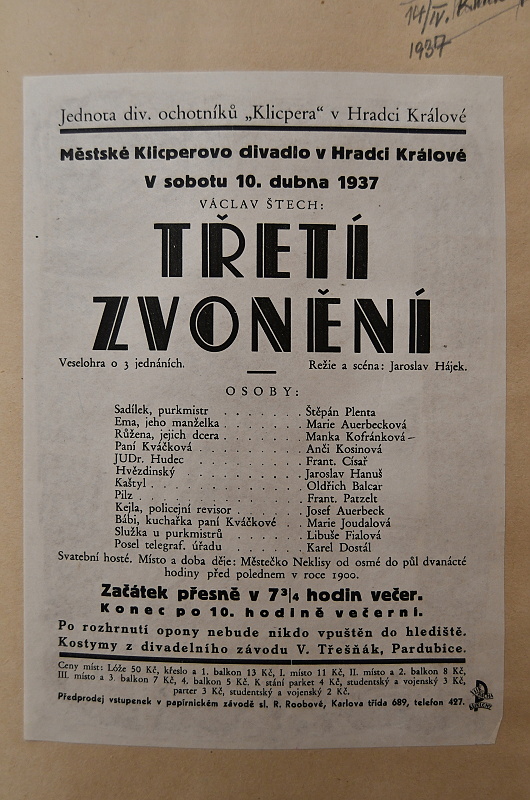 14/IV.
1937
Jednota div. ochotníků „Klicpera“ v Hradci Králové
Městské Klicperovo divadlo v Hradci Králové
V sobotu 10. dubna 1937
VÁCLAV ŠTECH:
TŘETÍ
ZVONĚNÍ
Veselohra o 3 jednáních. Režie a scéna: Jaroslav Hájek.
OSOBY:
Sadílek, purkmistr . . . . . . . Štěpán Plenta
Ema, jeho manželka . . . . . . . Marie Auerbecková
Růžena, jejich dcera . . . . . . . Manka Kofránková
Paní Kváčková . . . . . . . . . Anči Kosinová
JUDr. Hudec . . . . . . . . . Frant. Císař
Hvězdinský . . . . . . . . . . Jaroslav Hanuš
Kaštyl . . . . . . . . . . . . Oldřich Balcar
Pilz . . . . . . . . . . . . . Frant. Patzelt
Kejla, policejní revisor . . . . . . Josef Auerbeck
Bábi, kuchařka paní Kváčkové . . . Marie Joudalová
Služka u purkmistrů . . . . . . . Libuše Fialová
Posel telegraf. úřadu . . . . . . . Karel Dostál
Svatební hosté. Místo a doba děje: Městečko Neklisy od osmé do půl dvanácté
hodiny před polednem v roce 1900.
Začátek přesně v 7¾ hodin večer.
Konec po 10. hodině večerní.
Po rozhrnutí opony nebude nikdo vpuštěn do hlediště.
Kostymy z divadelního závodu V. Třešňák, Pardubice.
Ceny míst: Lóže 50 Kč, křeslo a 1. balkon 13 Kč, I. místo 11 Kč, II. místo a 2. balkon 8 Kč,
III. místo a 3. balkon 7 Kč, 4. balkon 5 Kč. K stání parket 4 Kč, studentský a vojenský 3 Kč,
parter 3 Kč, studentský a vojenský 2 Kč.
Předprodej vstupenek v papírnickém závodě sl. R. Roobové, Karlova třída 689, telefon 427.